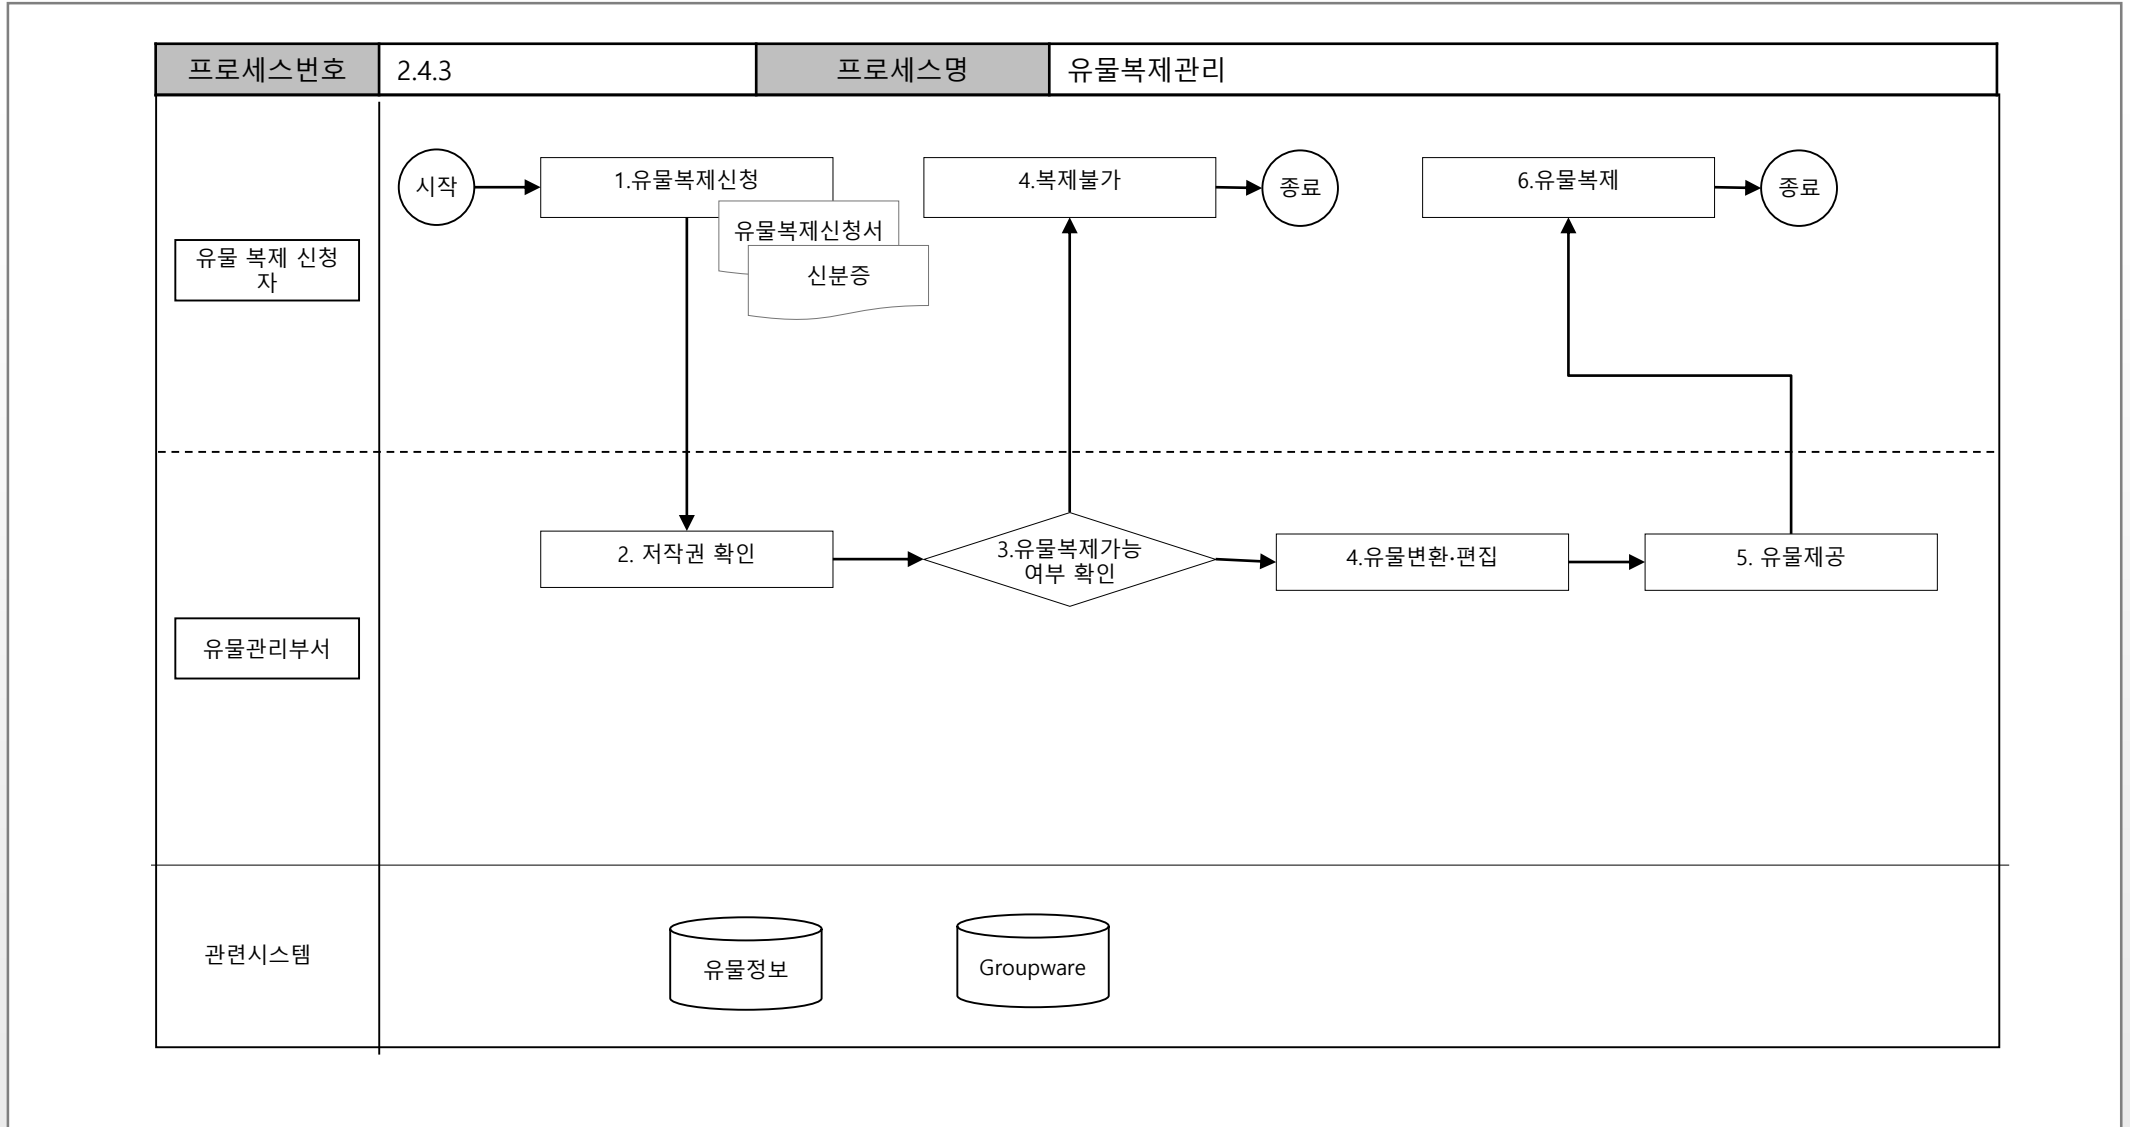 프로세스번호
2.4.3
프로세스명
유물복제관리
시작
1.유물복제신청
4.복제불가
종료
6.유물복제
종료
유물복제신청서
신분증
유물 복제 신청
자
2. 저작권 확인
3.유물복제가능
여부 확인
4.유물변환·편집
5. 유물제공
유물관리부서
관련시스템
유물정보
Groupware